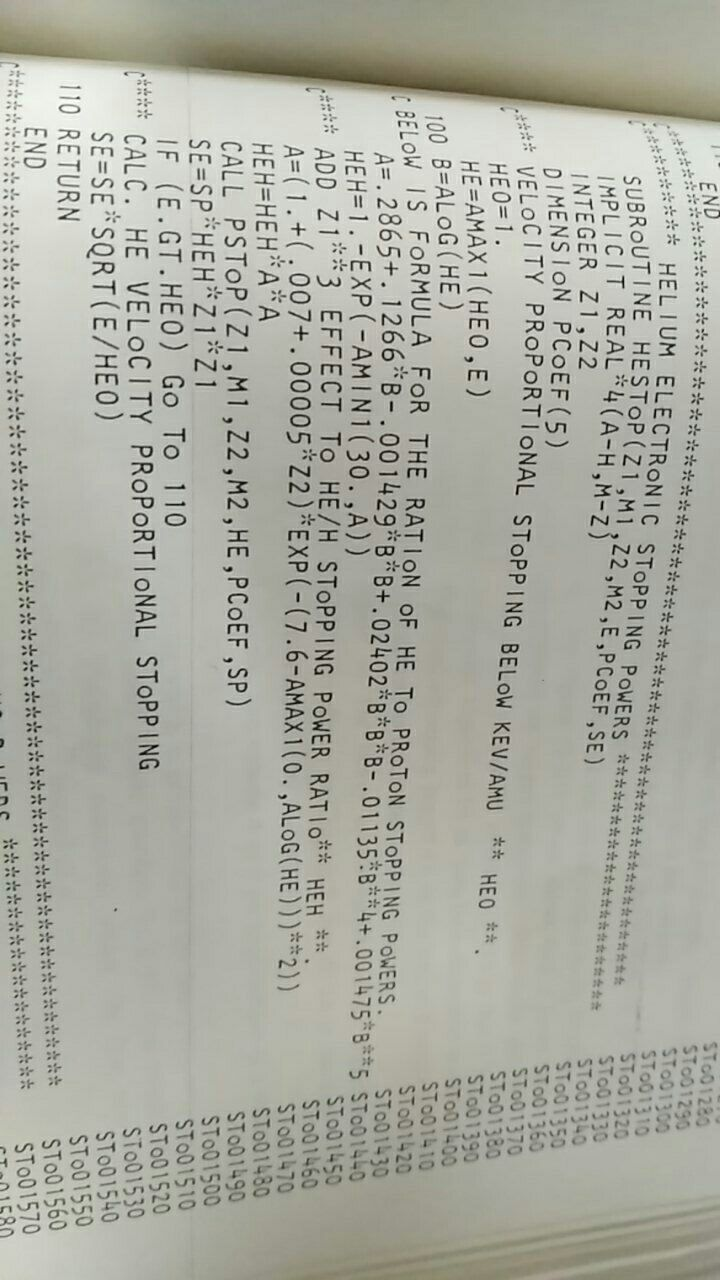 END STO01280
C******************************************************** STO01290
C*********** HELIUM ELECTRONIC STOPPING POWERS ******************** STO01300
SUBROUTINE HESTOP(Z1,M1,Z2,M2,E,PCOEF,SE) STO01310
IMPLICIT REAL*4(A-H,M-Z) STO01320
INTEGER Z1,Z2 STO01330
DIMENSION PCOEF(5) STO01340
C**** VELOCITY PROPORTIONAL STOPPING BELOW KEV/AMU ** HE0 **. STO01350
HE0=1. STO01360
HE=AMAX1(HE0,E) STO01370
100 B=ALOG(HE) STO01380
C BELOW IS FORMULA FOR THE RATION OF HE TO PROTON STOPPING POWERS. STO01390
A=.2865+.1266*B-.001429*B*B+.02402*B*B*B-.01135*B**4+.001475*B**5 STO01400
HEH=1.-EXP(-AMIN1(30.,A)) STO01410
C**** ADD Z1**3 EFFECT TO HE/H STOPPING POWER RATIO** HEH **. STO01420
A=(1.+(.007+.00005*Z2)*EXP(-(7.6-AMAX1(0.,ALOG(HE)))**2)) STO01430
HEH=HEH*A*A STO01440
CALL PSTOP(Z1,M1,Z2,M2,HE,PCOEF,SP) STO01450
SE=SP*HEH*Z1*Z1 STO01460
IF (E.GT.HE0) GO TO 110 STO01470
C**** CALC. HE VELOCITY PROPORTIONAL STOPPING STO01480
SE=SE*SQRT(E/HE0) STO01490
110 RETURN STO01500
END STO01510
C******************************************************** STO01520
STO01530
STO01540
STO01550
STO01560
STO01570
STO01580